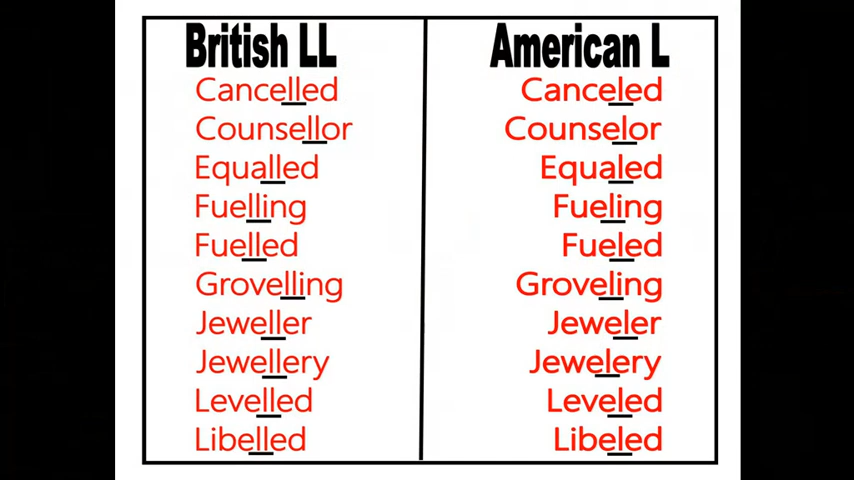 British LL American L
Cancelled Canceled
Counsellor Counselor
Equalled Equaled
Fuelling Fueling
Fuelled Fueled
Grovelling Groveling
Jeweller Jeweler
Jewellery Jewelery
Levelled Leveled
Libelled Libeled